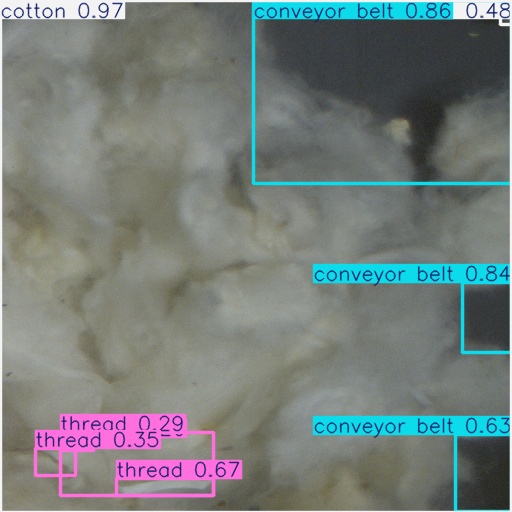 cotton 0.97
conveyor belt 0.86
0.48
conveyor belt 0.84
conveyor belt 0.63
thread 0.29
thread 0.35
thread 0.67